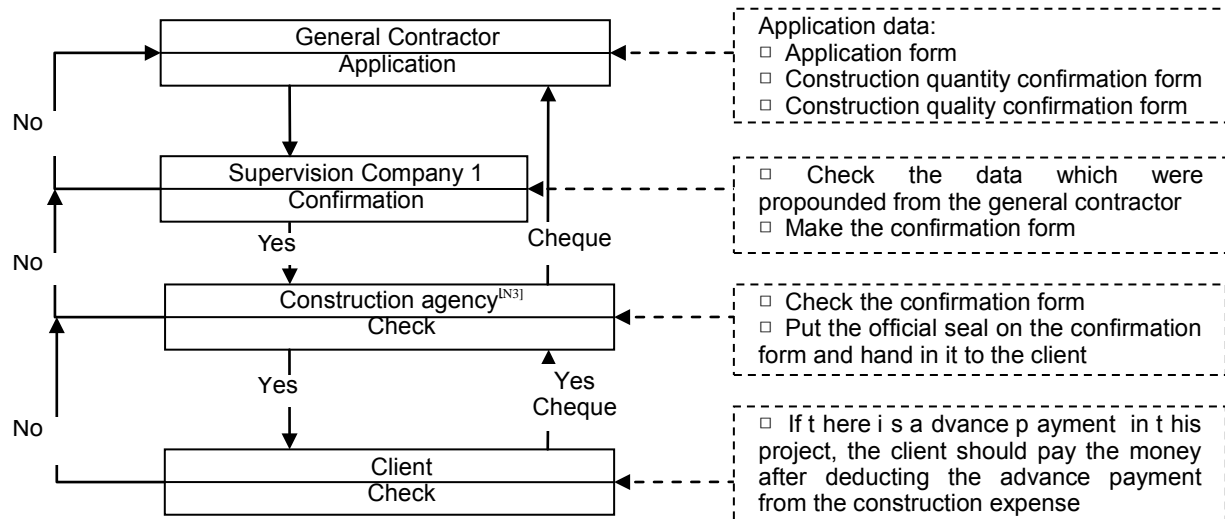 General Contractor
Application
Application data:
□ Application form
□ Construction quantity confirmation form
□ Construction quality confirmation form
No
Supervision Company 1
Confirmation
□ Check the data which were
propounded from the general contractor
□ Make the confirmation form
Yes
Cheque
No
Construction agency[N3]
Check
□ Check the confirmation form
□ Put the official seal on the confirmation
form and hand in it to the client
Yes
Yes
Cheque
No
Client
Check
□ If t here i s a dvance p ayment in t his
project, the client should pay the money
after deducting the advance payment
from the construction expense